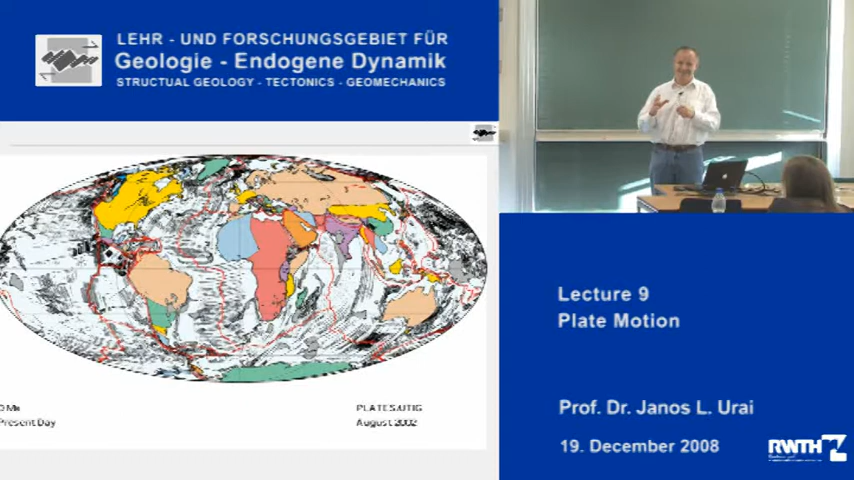 LEHR - UND FORSCHUNGSGEBIET FÜR
Geologie - Endogene Dynamik
STRUCTUAL GEOLOGY - TECTONICS - GEOMECHANICS
Present Day
PLATES/UTIG
August 2002
Lecture 9
Plate Motion
Prof. Dr. Janos L. Urai
19. December 2008
RWTH